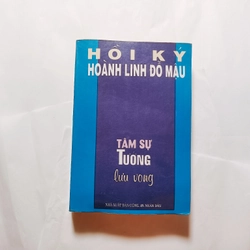 HỒI KÝ
HOÀNH LINH ĐỖ MẬU
TÂM SỰ
TƯỚNG
lưu vong